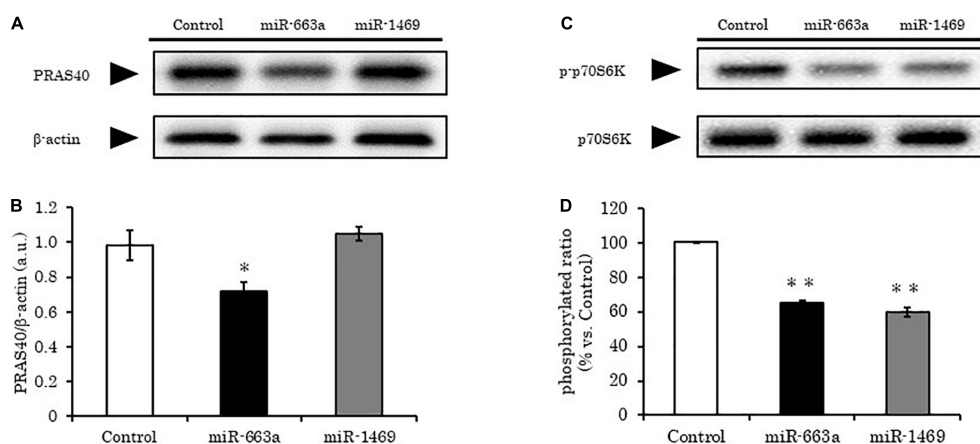 A
Control miR-663a miR-1469
PRAS40
β-actin
B
PRAS40/β-actin (a.u.)
1.2
1.0
0.8
0.6
0.4
0.2
0
*
Control miR-663a miR-1469
C
Control miR-663a miR-1469
p-p70S6K
p70S6K
D
phosphorylated ratio
(% vs. Control)
120
100
80
60
40
20
0
* *
* *
Control miR-663a miR-1469